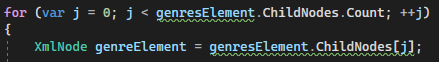 for (var j = 0; j < genresElement.ChildNodes.Count; ++j)
{
XmlNode genreElement = genresElement.ChildNodes[j];